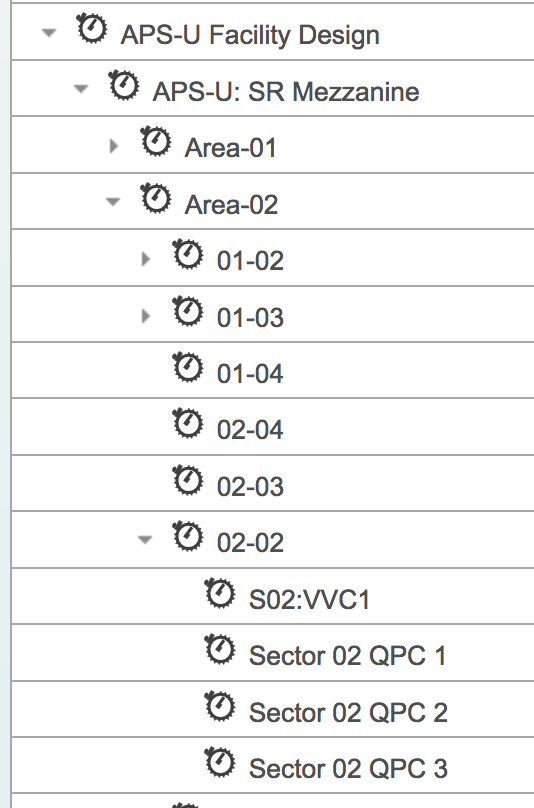 APS-U Facility Design
APS-U: SR Mezzanine
Area-01
Area-02
01-02
01-03
01-04
02-04
02-03
02-02
S02:VVC1
Sector 02 QPC 1
Sector 02 QPC 2
Sector 02 QPC 3